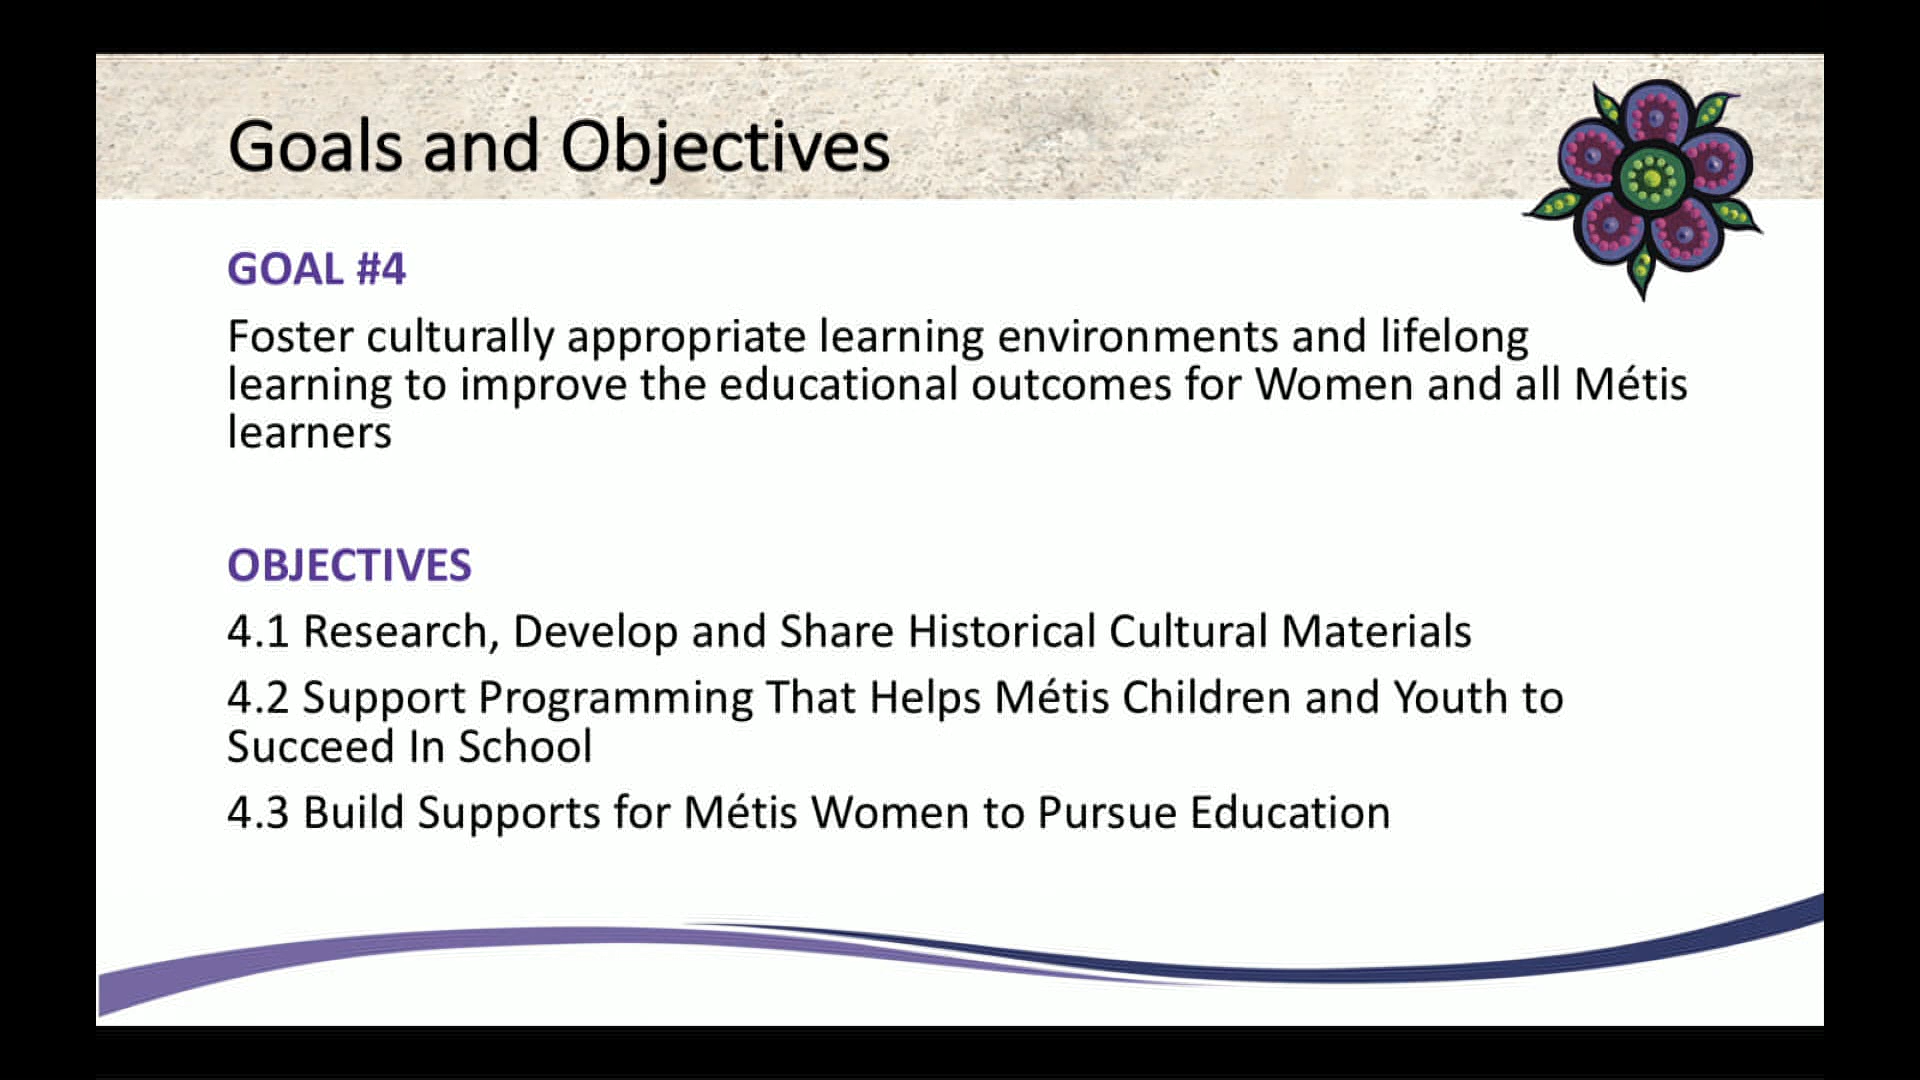 Goals and Objectives
GOAL #4
Foster culturally appropriate learning environments and lifelong
learning to improve the educational outcomes for Women and all Métis
learners
OBJECTIVES
4.1 Research, Develop and Share Historical Cultural Materials
4.2 Support Programming That Helps Métis Children and Youth to
Succeed In School
4.3 Build Supports for Métis Women to Pursue Education